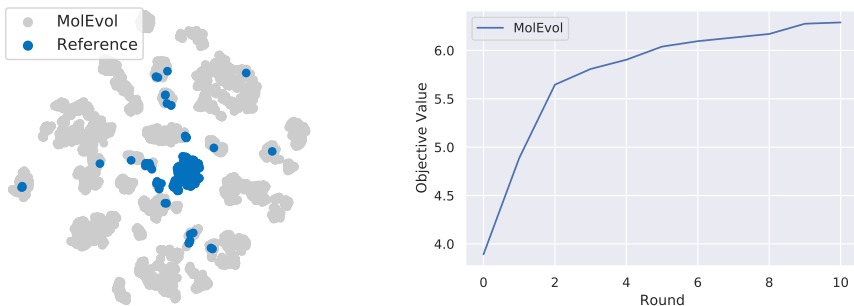 MolEvol
Reference
MolEvol
Objective Value
6.0
5.5
5.0
4.5
4.0
0 2 4 6 8 10
Round